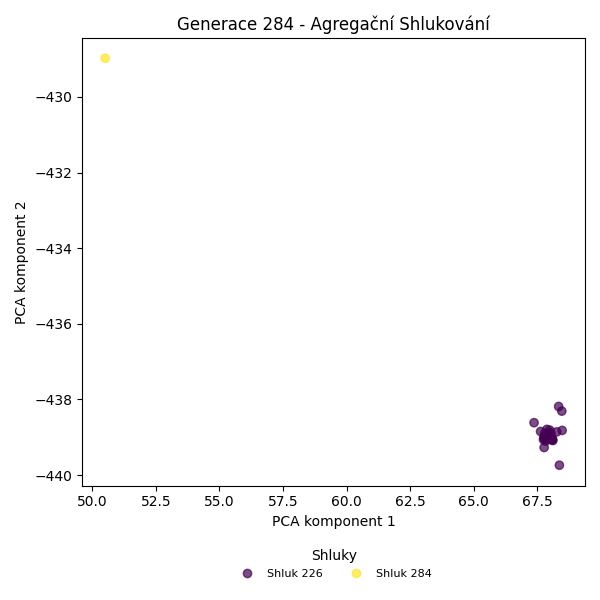 Generace 284 - Agregační Shlukování
PCA komponent 2
−430
−432
−434
−436
−438
−440
50.0 52.5 55.0 57.5 60.0 62.5 65.0 67.5
PCA komponent 1
Shluky
Shluk 226 Shluk 284